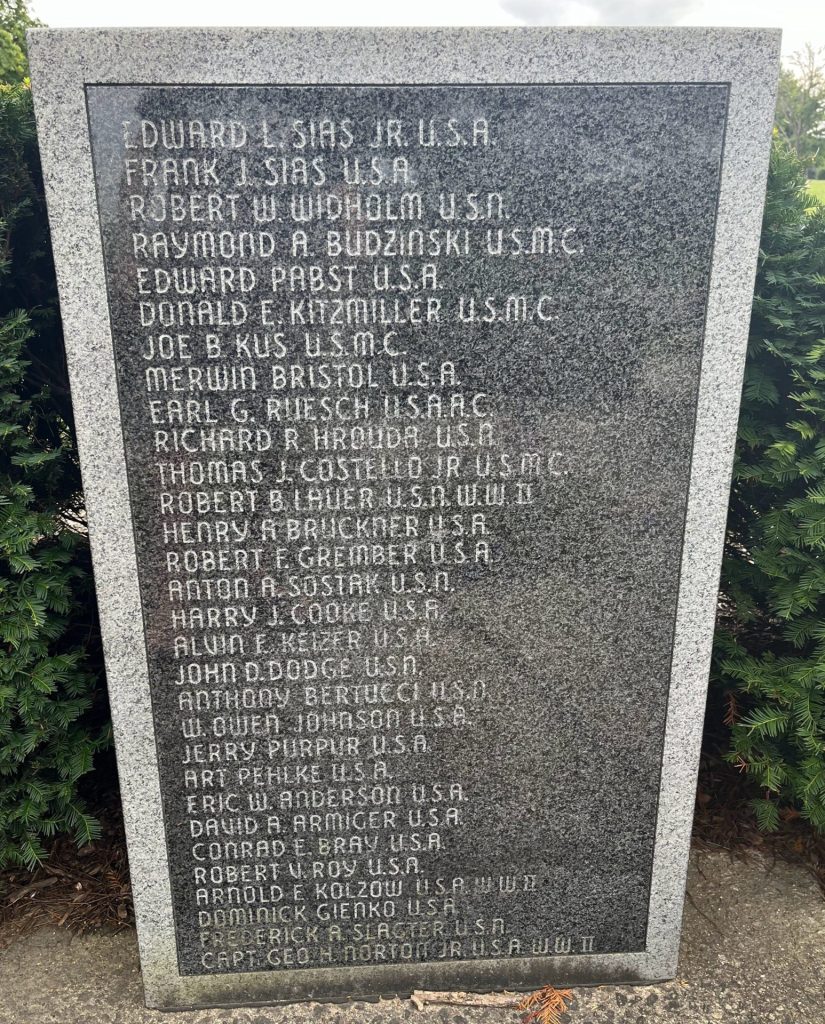 EDWARD L. SIAS JR. U.S.A.
FRANK J. SIAS U.S.A.
ROBERT W. WIDHOLM U.S.N.
RAYMOND A. BUDZINSKI U.S.M.C.
EDWARD PABST U.S.A.
DONALD E. KITZMILLER U.S.M.C.
JOE B. KUS U.S.M.C.
MERWIN BRISTOL U.S.A.
EARL G. RUESCH U.S.A.A.C.
RICHARD R. HROUDA U.S.N.
THOMAS J. COSTELLO JR. U.S.M.C.
ROBERT B. LAUER U.S.N. W.W. II
HENRY A. BRUCKNER U.S.A.
ROBERT F. GREMBER U.S.A.
ANTON A. SOSTAK U.S.N.
HARRY J. COOKE U.S.A.
ALVIN E. KEIZER U.S.A.
JOHN D. DODGE U.S.N.
ANTHONY BERTUCCI U.S.N.
W. OWEN JOHNSON U.S.A.
JERRY PURPUR U.S.A.
ART PEHLKE U.S.A.
ERIC W. ANDERSON U.S.A.
DAVID A. ARMIGER U.S.A.
CONRAD E. BRAY U.S.A.
ROBERT V. ROY U.S.A.
ARNOLD F. KOLZOW U.S.A. W.W. II
DOMINICK GIENKO U.S.A.
FREDERICK A. SLAGTER U.S.N.
CAPT. GEO. H. NORTON JR. U.S.A. W.W. II